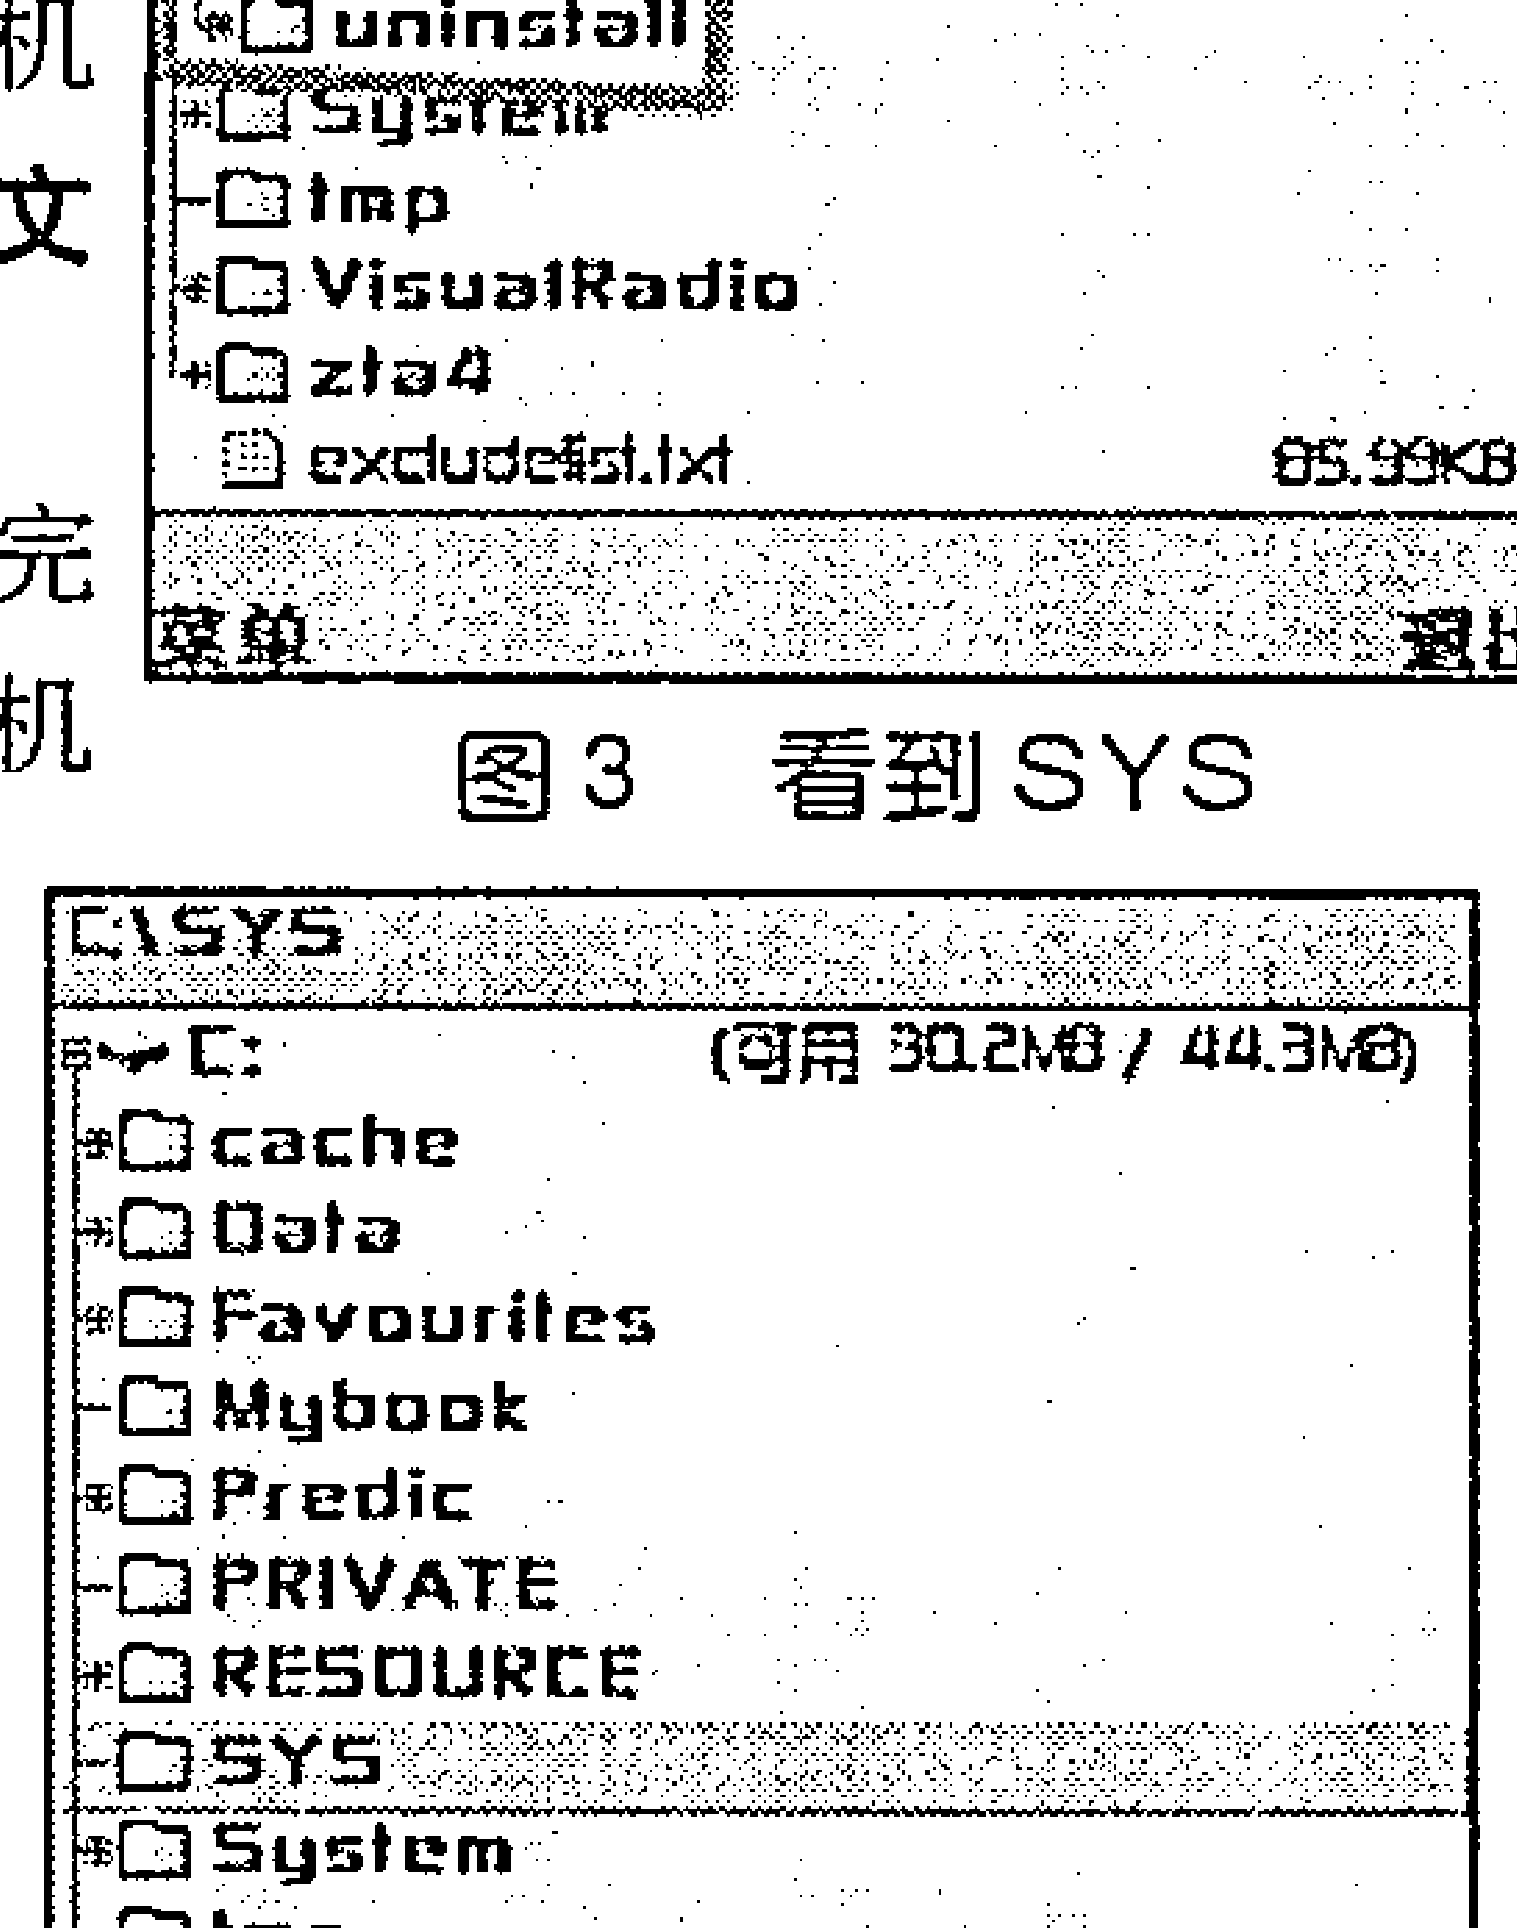 机
uninstall
System
文
tmp
VisualRadio
zta4
excludelist.txt 85.99KB
完
菜单 退出
机
图3 看到SYS
C:\SYS
C: (可用 30.2MB / 44.3MB)
cache
Data
Favourites
Mybook
Predic
PRIVATE
RESOURCE
SYS
System